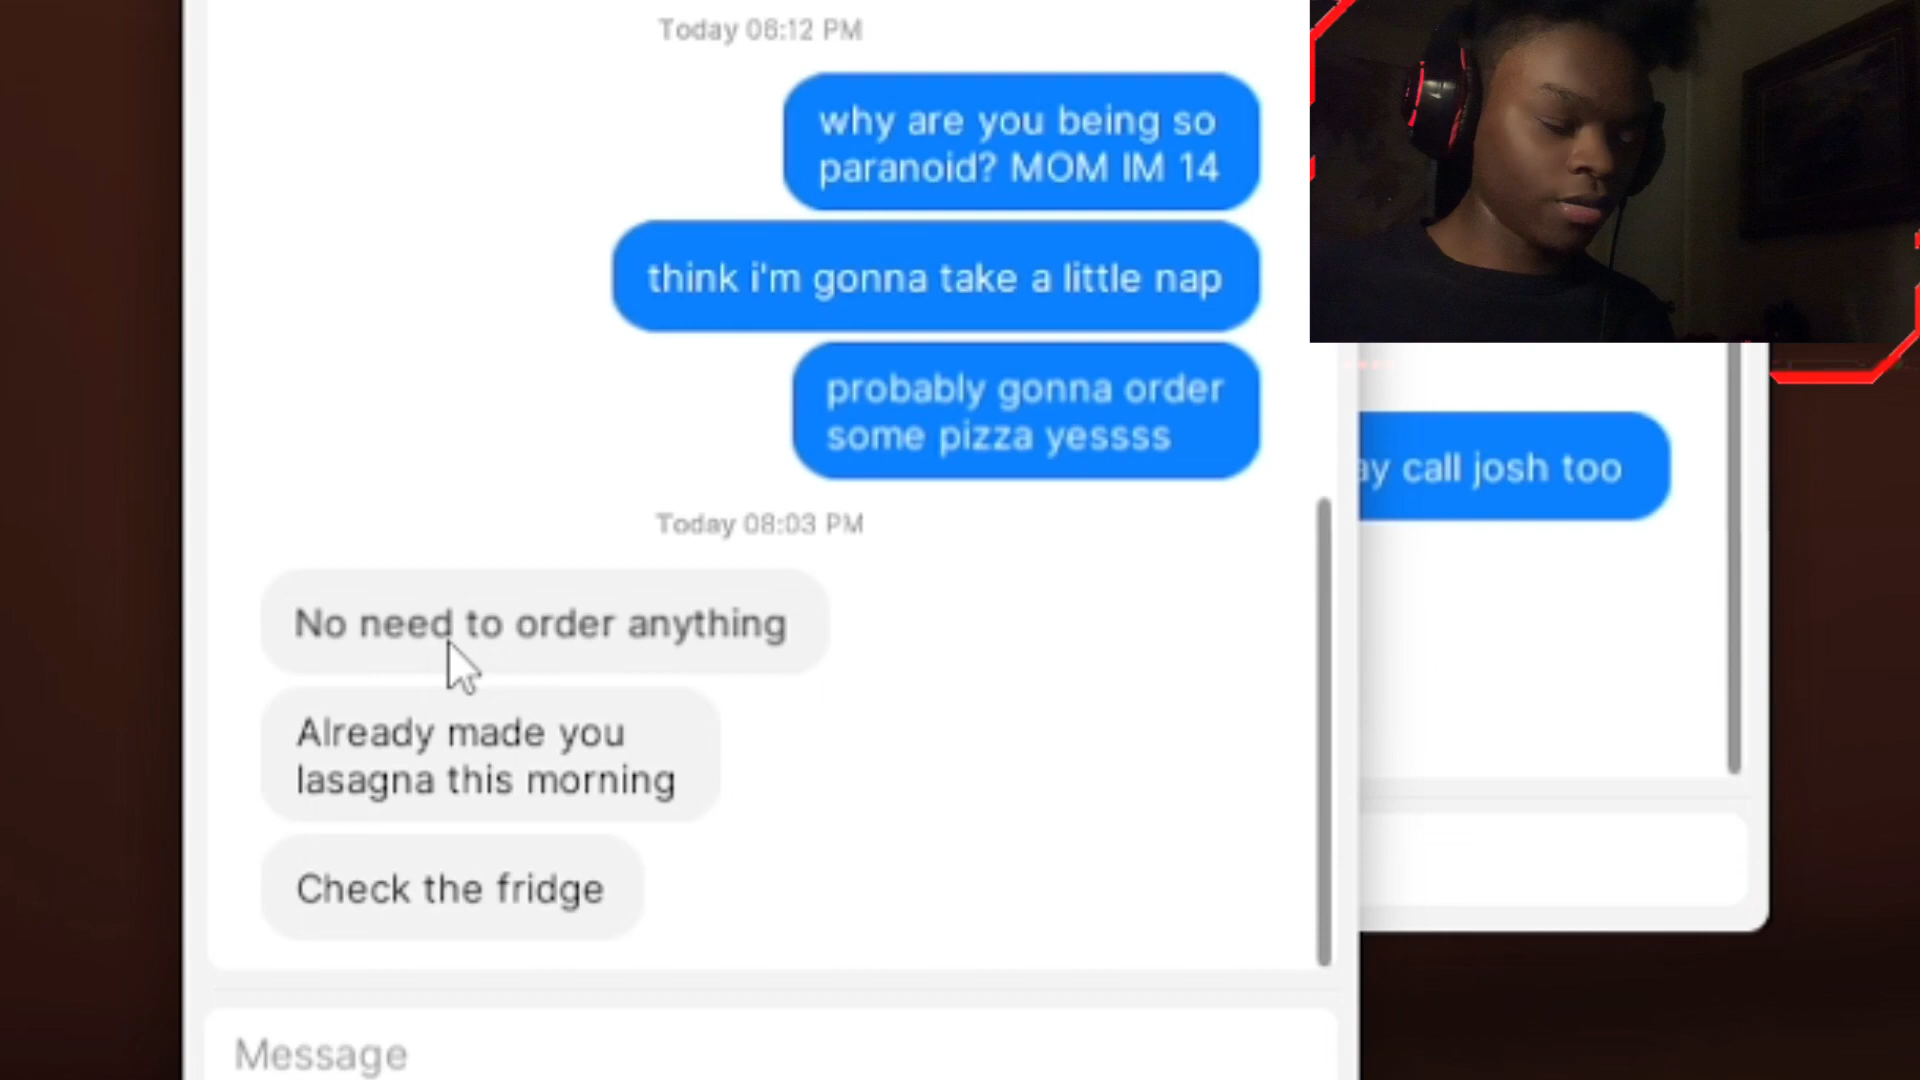 Today 08:12 PM
why are you being so
paranoid? MOM IM 14
think i'm gonna take a little nap
probably gonna order
some pizza yessss
ay call josh too
Today 08:03 PM
No need to order anything
Already made you
lasagna this morning
Check the fridge
Message